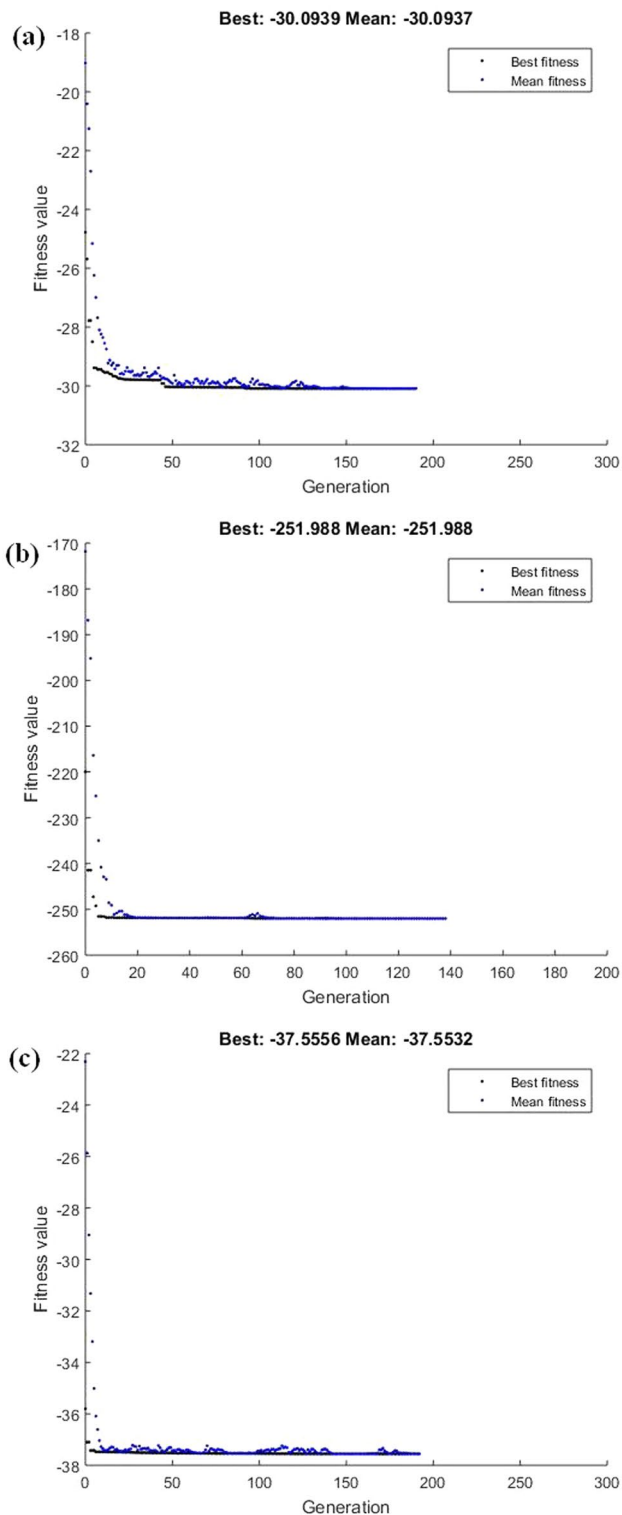 (a)
Best: -30.0939 Mean: -30.0937
Fitness value
-18
-20
-22
-24
-26
-28
-30
-32
Best fitness
Mean fitness
0 50 100 150 200 250 300
Generation
(b)
Best: -251.988 Mean: -251.988
Fitness value
-170
-180
-190
-200
-210
-220
-230
-240
-250
-260
Best fitness
Mean fitness
0 20 40 60 80 100 120 140 160 180 200
Generation
(c)
Best: -37.5556 Mean: -37.5532
Fitness value
-22
-24
-26
-28
-30
-32
-34
-36
-38
Best fitness
Mean fitness
0 50 100 150 200 250 300
Generation